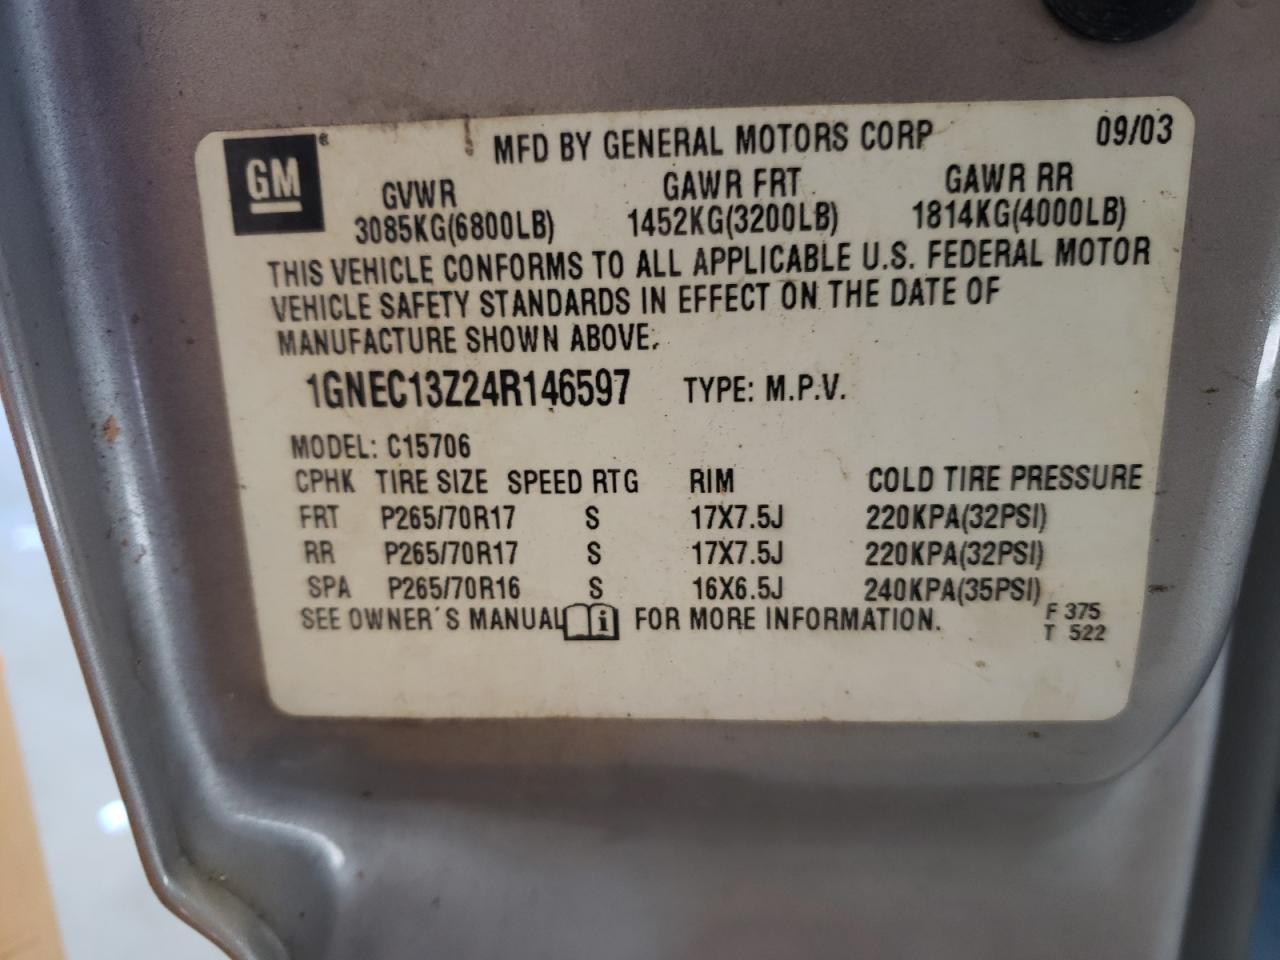 GM®
MFD BY GENERAL MOTORS CORP 09/03
GVWR GAWR FRT GAWR RR
3085KG(6800LB) 1452KG(3200LB) 1814KG(4000LB)
THIS VEHICLE CONFORMS TO ALL APPLICABLE U.S. FEDERAL MOTOR
VEHICLE SAFETY STANDARDS IN EFFECT ON THE DATE OF
MANUFACTURE SHOWN ABOVE.
1GNEC13Z24R146597 TYPE: M.P.V.
MODEL: C15706
CPHK TIRE SIZE SPEED RTG RIM COLD TIRE PRESSURE
FRT P265/70R17 S 17X7.5J 220KPA(32PSI)
RR P265/70R17 S 17X7.5J 220KPA(32PSI)
SPA P265/70R16 S 16X6.5J 240KPA(35PSI)
SEE OWNER'S MANUAL i FOR MORE INFORMATION.
F 375
T 522